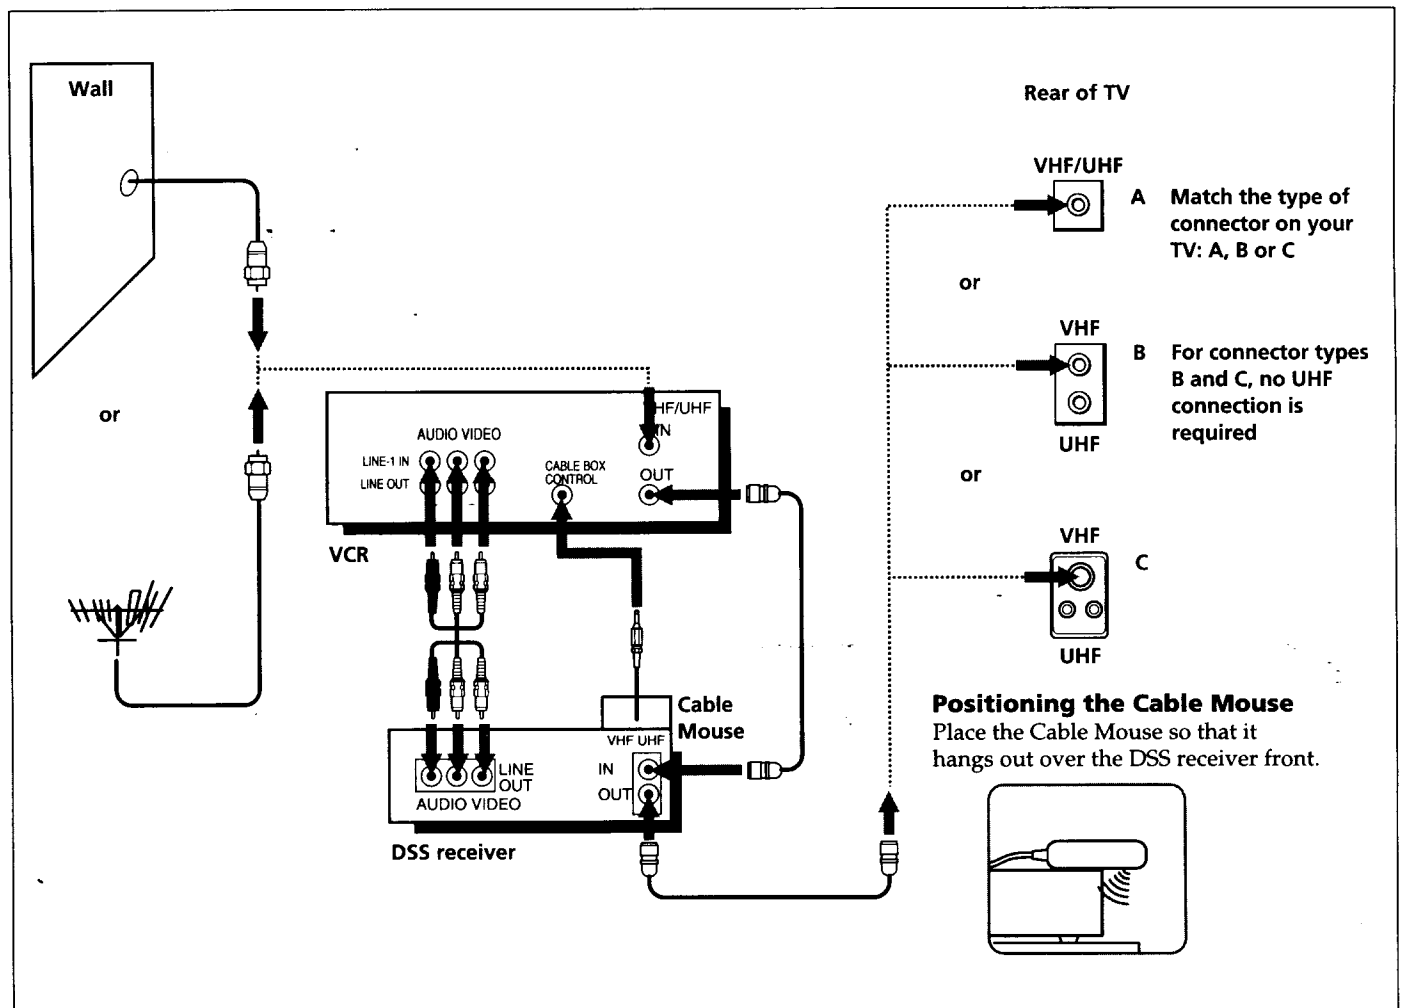 Wall
or
Rear of TV
VHF/UHF
A Match the type of
connector on your
TV: A, B or C
or
VHF
B For connector types
B and C, no UHF
connection is
required
UHF
or
VHF
C
UHF
HF/UHF
IN
AUDIO VIDEO
LINE-1 IN
LINE OUT
CABLE BOX
CONTROL
OUT
VCR
Cable
Mouse
VHF UHF
IN
OUT
LINE
OUT
AUDIO VIDEO
DSS receiver
Positioning the Cable Mouse
Place the Cable Mouse so that it
hangs out over the DSS receiver front.